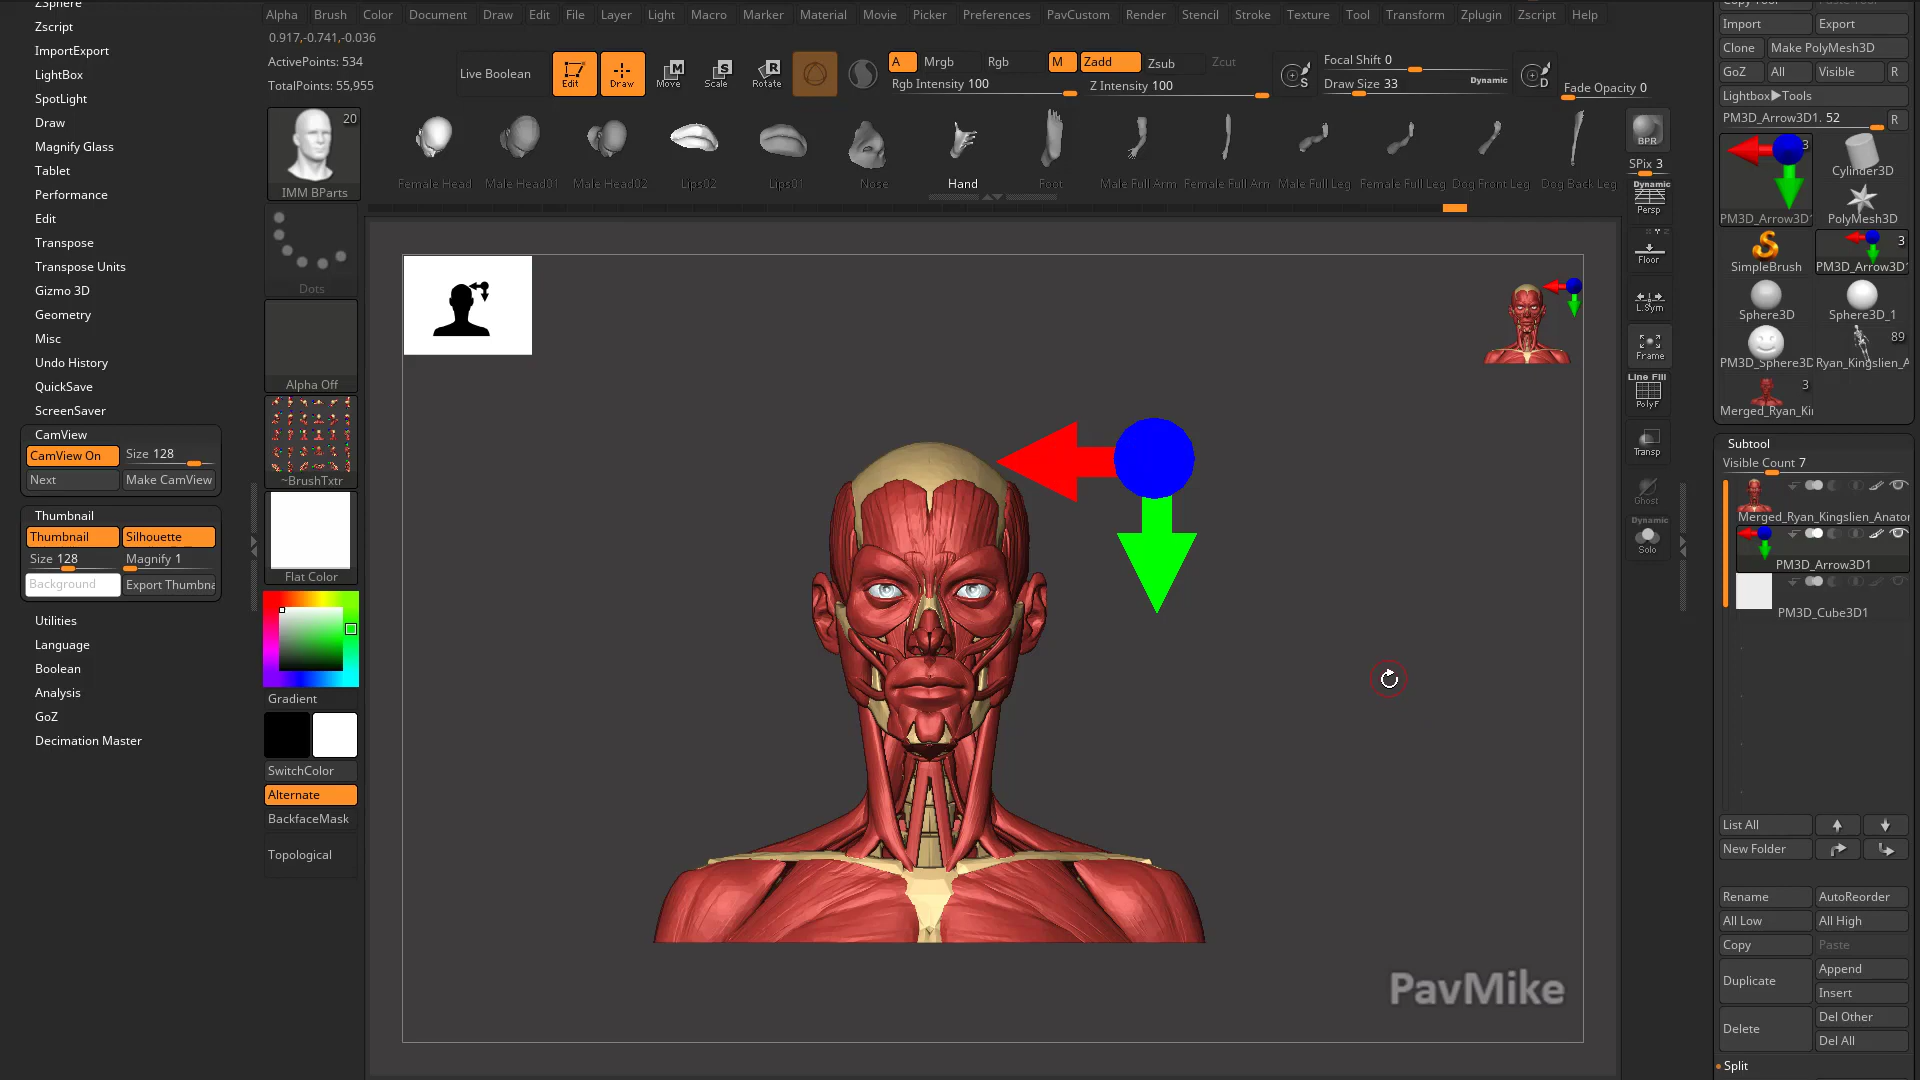 Alpha Brush Color Document Draw Edit File Layer Light Macro Marker Material Movie Picker Preferences PavCustom Render Stencil Stroke Texture Tool Transform Zplugin Zscript Help
0.917,-0.741,-0.036
ActivePoints: 534
TotalPoints: 55,955
Live Boolean
Edit
Draw
Move
Scale
Rotate
A
Mrgb
Rgb
M
Zadd
Zsub
Zcut
Rgb Intensity 100
Z Intensity 100
Focal Shift 0
Draw Size 33
Dynamic
Fade Opacity 0
Zsphere
Zscript
ImportExport
LightBox
SpotLight
Draw
Magnify Glass
Tablet
Performance
Edit
Transpose
Transpose Units
Gizmo 3D
Geometry
Misc
Undo History
QuickSave
ScreenSaver
CamView
CamView On
Size 128
Next
Make CamView
Thumbnail
Thumbnail
Silhouette
Size 128
Magnify 1
Background
Export Thumbna
Utilities
Language
Boolean
Analysis
GoZ
Decimation Master
20
IMM BParts
Dots
Alpha Off
~BrushTxtr
Flat Color
Gradient
SwitchColor
Alternate
BackfaceMask
Topological
Female Head
Male Head01
Male Head02
Lips02
Lips01
Nose
Hand
Foot
Male Full Arm
Female Full Arm
Male Full Leg
Female Full Leg
Dog Front Leg
Dog Back Leg
PavMike
BPR
SPix 3
Dynamic
Persp
Floor
L.Sym
Frame
Line Fill
PolyF
Transp
Ghost
Dynamic
Solo
Import
Export
Clone
Make PolyMesh3D
GoZ
All
Visible
R
Lightbox▶Tools
PM3D_Arrow3D1. 52
R
3
PM3D_Arrow3D1
Cylinder3D
PolyMesh3D
SimpleBrush
3
PM3D_Arrow3D1
Sphere3D
Sphere3D_1
PM3D_Sphere3D
89
Ryan_Kingslien_A
3
Merged_Ryan_Kin
Subtool
Visible Count 7
Merged_Ryan_Kingslien_Anator
PM3D_Arrow3D1
PM3D_Cube3D1
List All
New Folder
Rename
AutoReorder
All Low
All High
Copy
Paste
Duplicate
Append
Insert
Delete
Del Other
Del All
Split